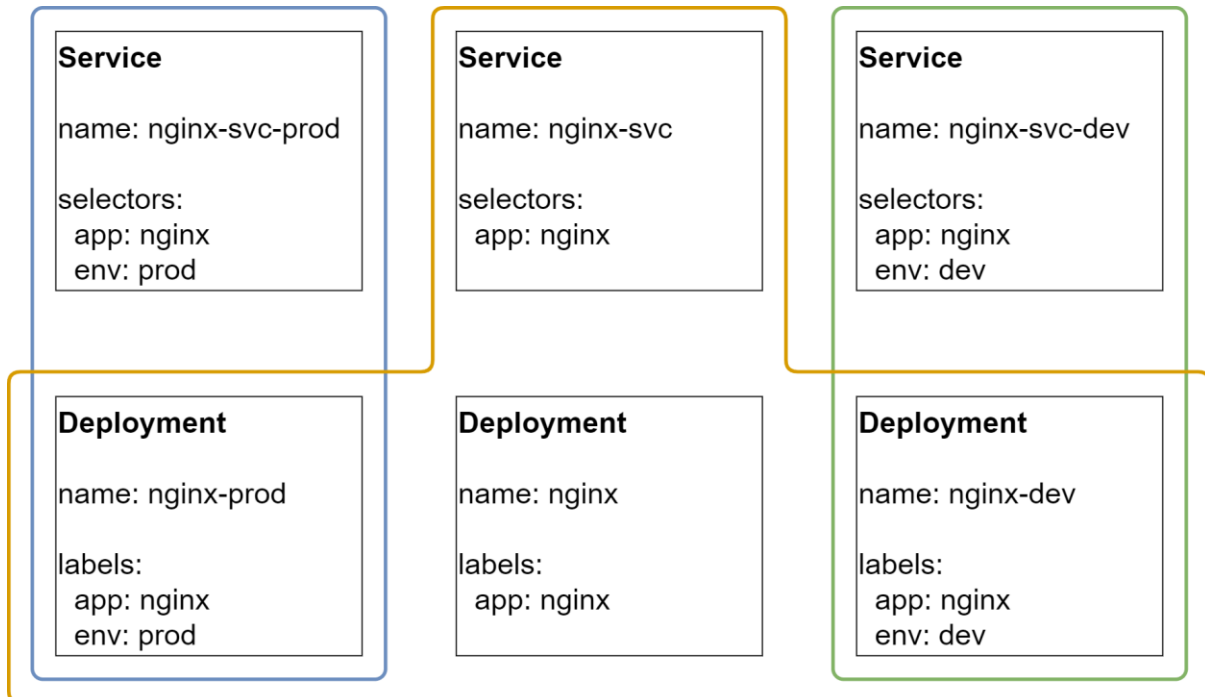 Service
name: nginx-svc-prod
selectors:
  app: nginx
  env: prod
Service
name: nginx-svc
selectors:
  app: nginx
Service
name: nginx-svc-dev
selectors:
  app: nginx
  env: dev
Deployment
name: nginx-prod
labels:
  app: nginx
  env: prod
Deployment
name: nginx
labels:
  app: nginx
Deployment
name: nginx-dev
labels:
  app: nginx
  env: dev